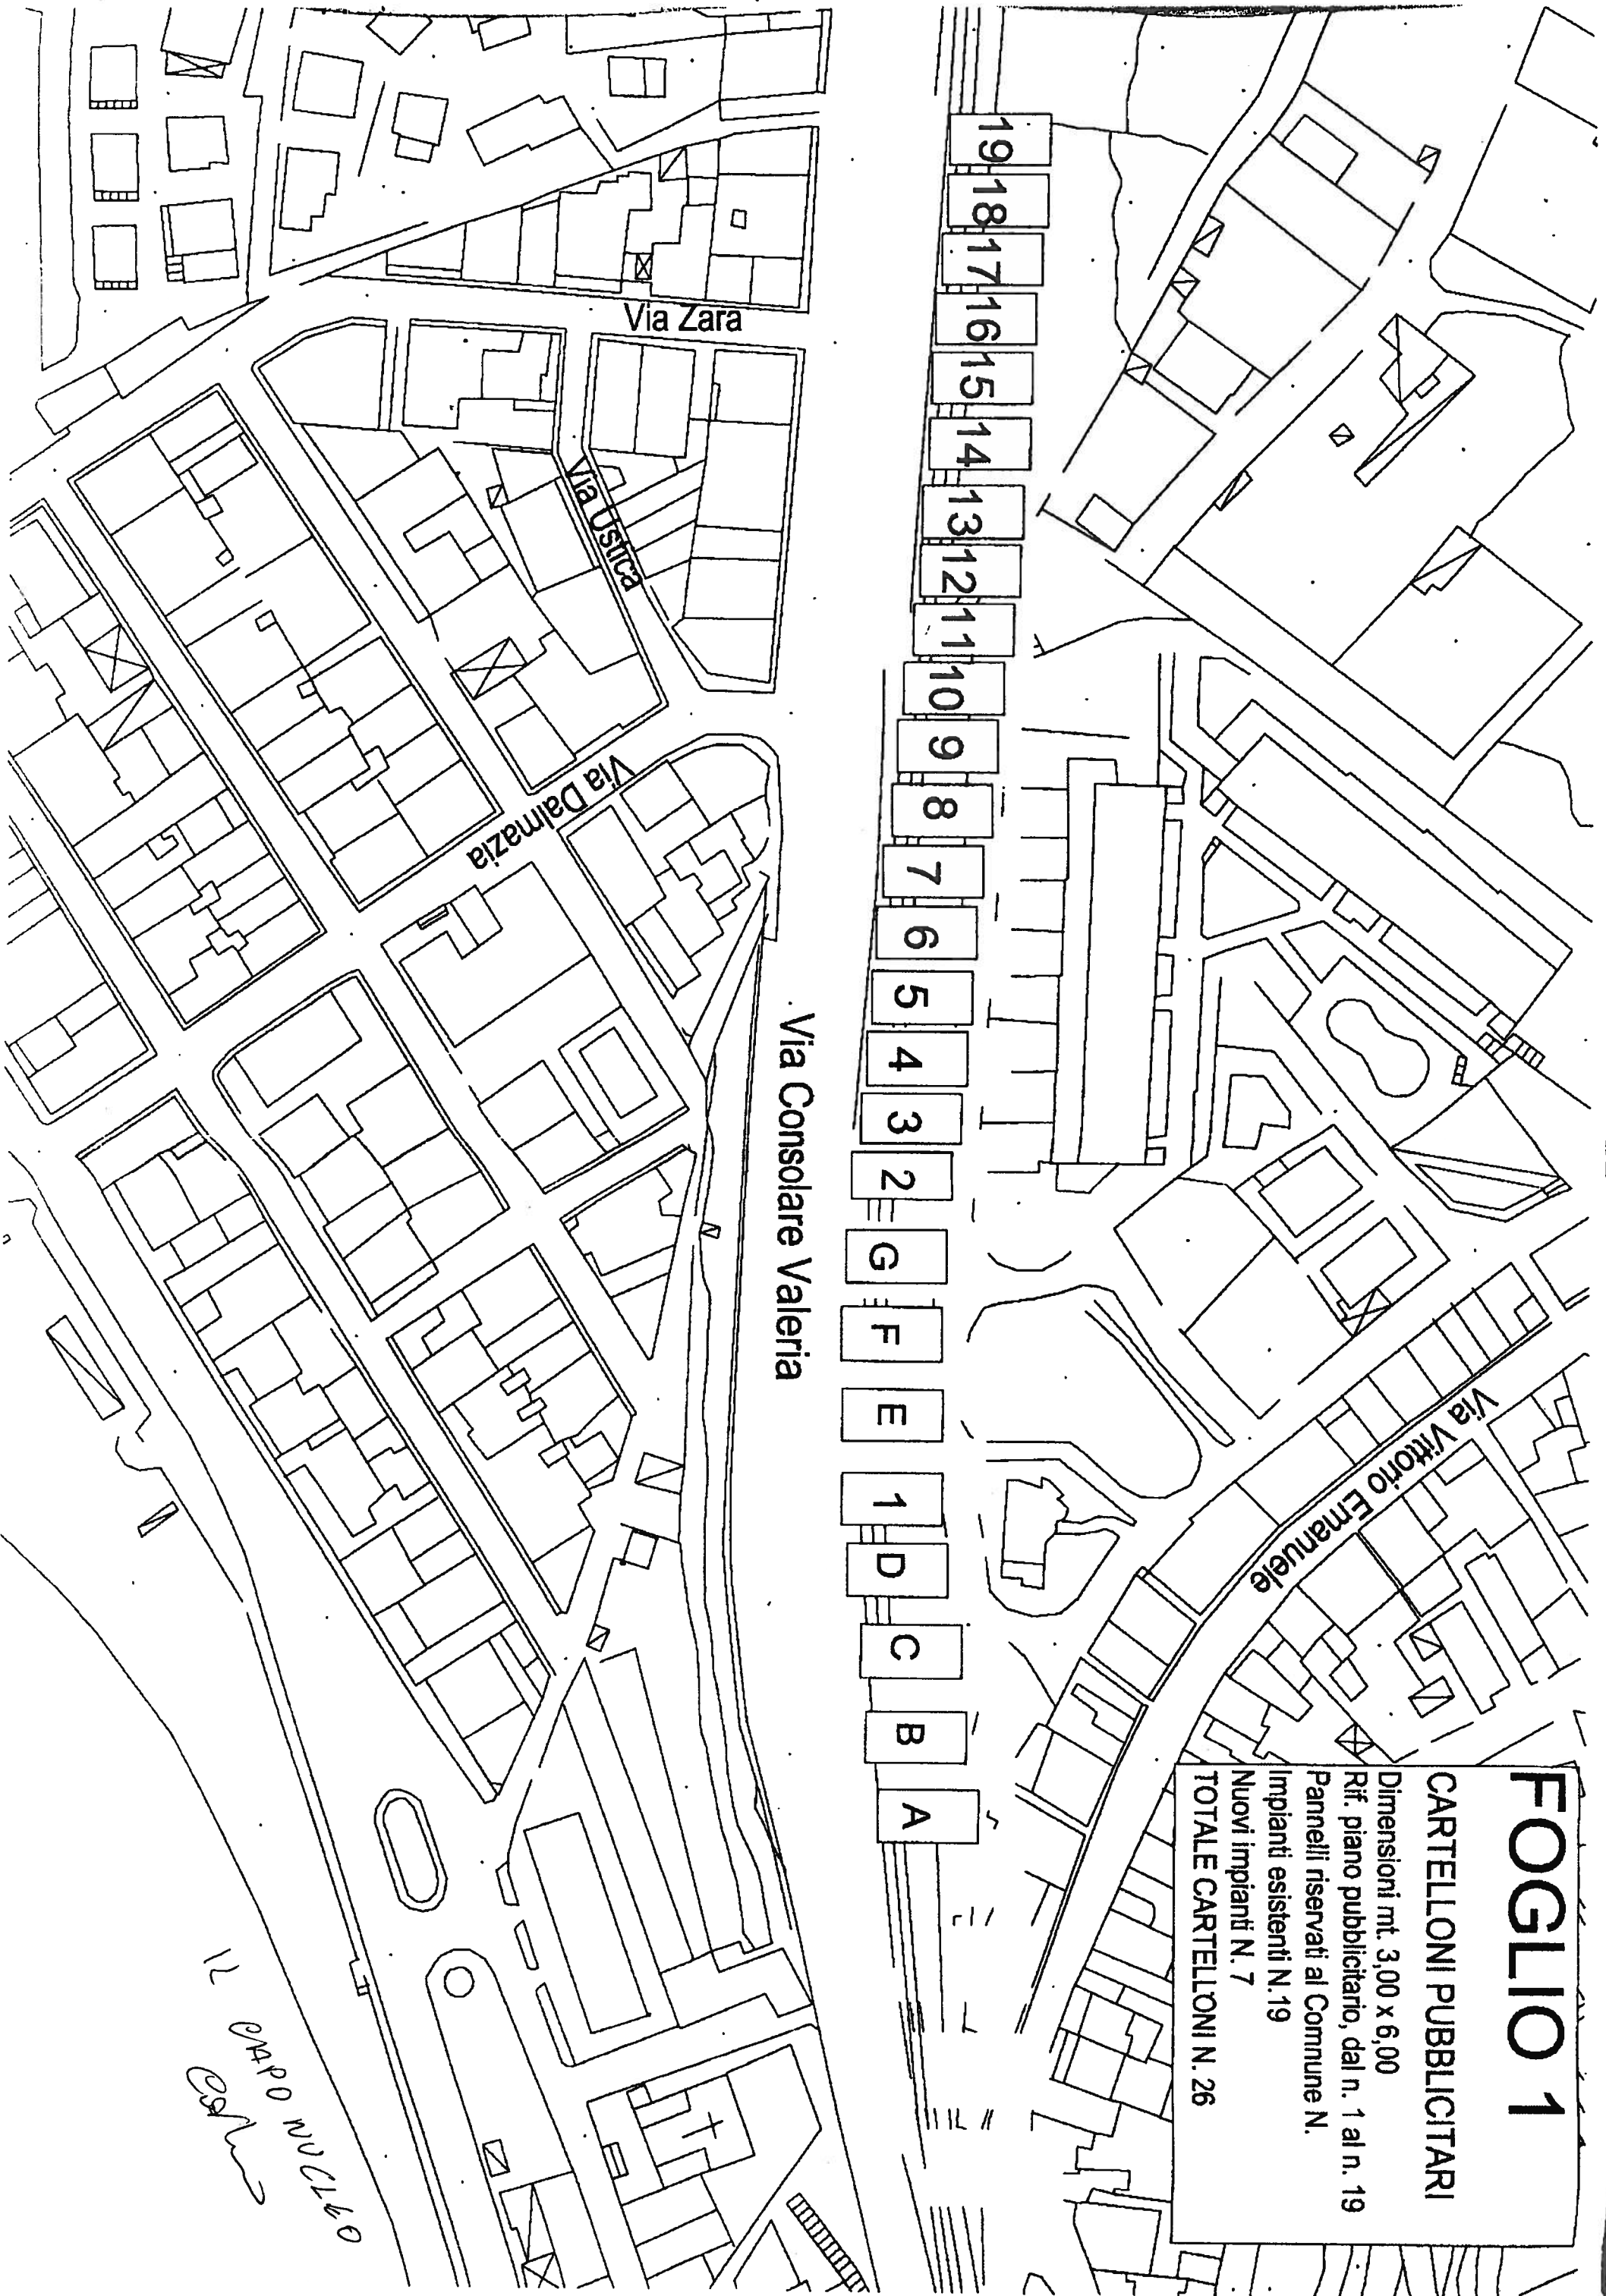 FOGLIO 1
CARTELLONI PUBBLICITARI
Dimensioni mt. 3,00 x 6,00
Rif. piano pubblicitario, dal n. 1 al n. 19
Pannelli riservati al Comune N.
Impianti esistenti N.19
Nuovi impianti N. 7
TOTALE CARTELLONI N. 26
Via Vittorio Emanuele
19
18
17
16
15
14
13
12
11
10
9
8
7
6
5
4
3
2
G
F
E
1
D
C
B
A
Via Consolare Valeria
Via Zara
Via Ustica
Via Dalmazia
IL CAPO NUCLEO